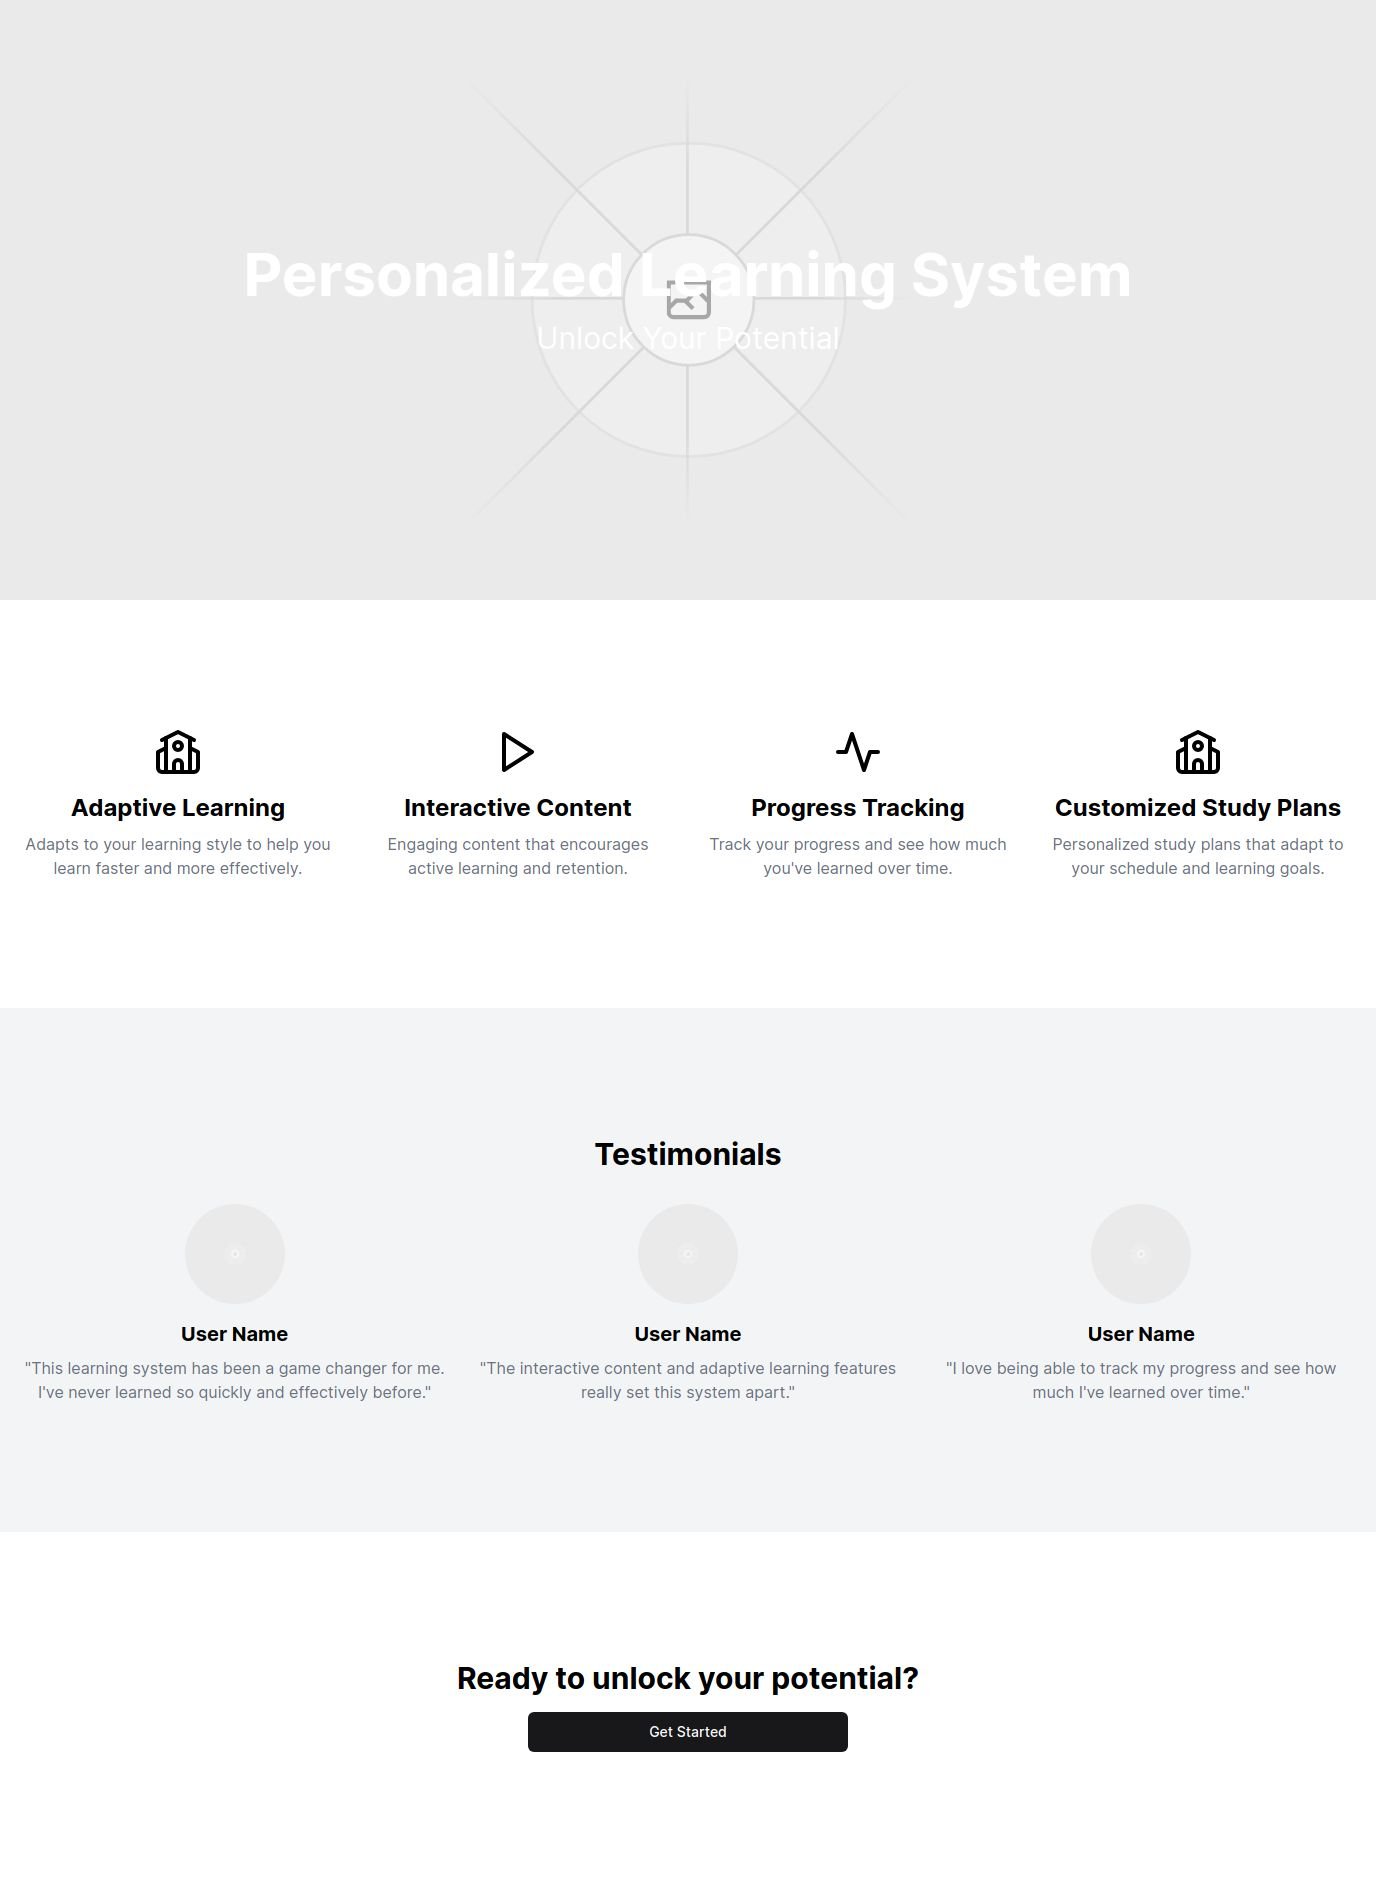 Personalized Learning System
Unlock Your Potential
Adaptive Learning
Adapts to your learning style to help you
learn faster and more effectively.
Interactive Content
Engaging content that encourages
active learning and retention.
Progress Tracking
Track your progress and see how much
you've learned over time.
Customized Study Plans
Personalized study plans that adapt to
your schedule and learning goals.
Testimonials
User Name
"This learning system has been a game changer for me.
I've never learned so quickly and effectively before."
User Name
"The interactive content and adaptive learning features
really set this system apart."
User Name
"I love being able to track my progress and see how
much I've learned over time."
Ready to unlock your potential?
Get Started